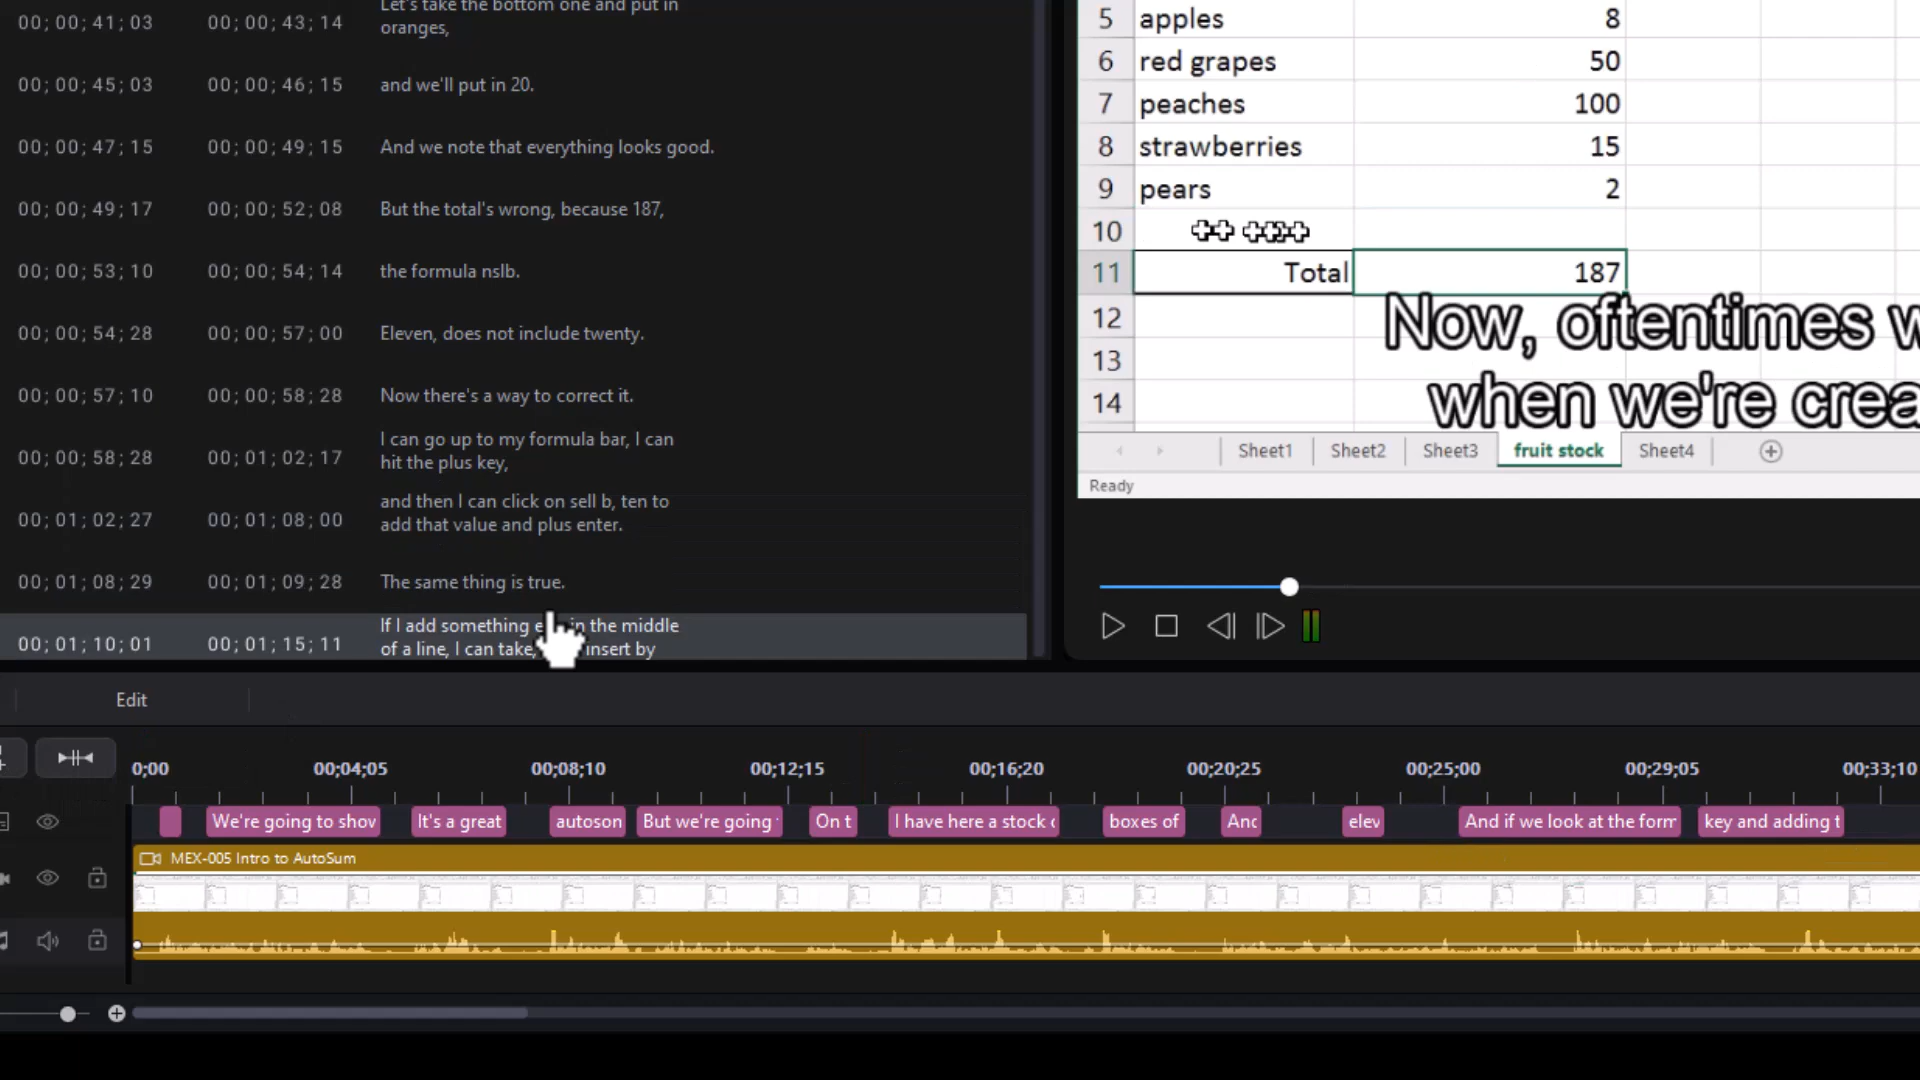 00;00;41;03 00;00;43;14 Let's take the bottom one and put in
oranges,
00;00;45;03 00;00;46;15 and we'll put in 20.
00;00;47;15 00;00;49;15 And we note that everything looks good.
00;00;49;17 00;00;52;08 But the total's wrong, because 187,
00;00;53;10 00;00;54;14 the formula nslb.
00;00;54;28 00;00;57;00 Eleven, does not include twenty.
00;00;57;10 00;00;58;28 Now there's a way to correct it.
00;00;58;28 00;01;02;17 I can go up to my formula bar, I can
hit the plus key,
00;01;02;27 00;01;08;00 and then I can click on sell b, ten to
add that value and plus enter.
00;01;08;29 00;01;09;28 The same thing is true.
00;01;10;01 00;01;15;11 If I add something in the middle
of a line, I can take, insert by
5 apples 8
6 red grapes 50
7 peaches 100
8 strawberries 15
9 pears 2
10
11 Total 187
12
13
14
Now, oftentimes w
when we're crea
Sheet1 Sheet2 Sheet3 fruit stock Sheet4
Ready
Edit
0;00 00;04;05 00;08;10 00;12;15 00;16;20 00;20;25 00;25;00 00;29;05 00;33;10
We're going to shov It's a great autoson But we're going On t I have here a stock c boxes of Anc elev And if we look at the form key and adding t
MEX-005 Intro to AutoSum